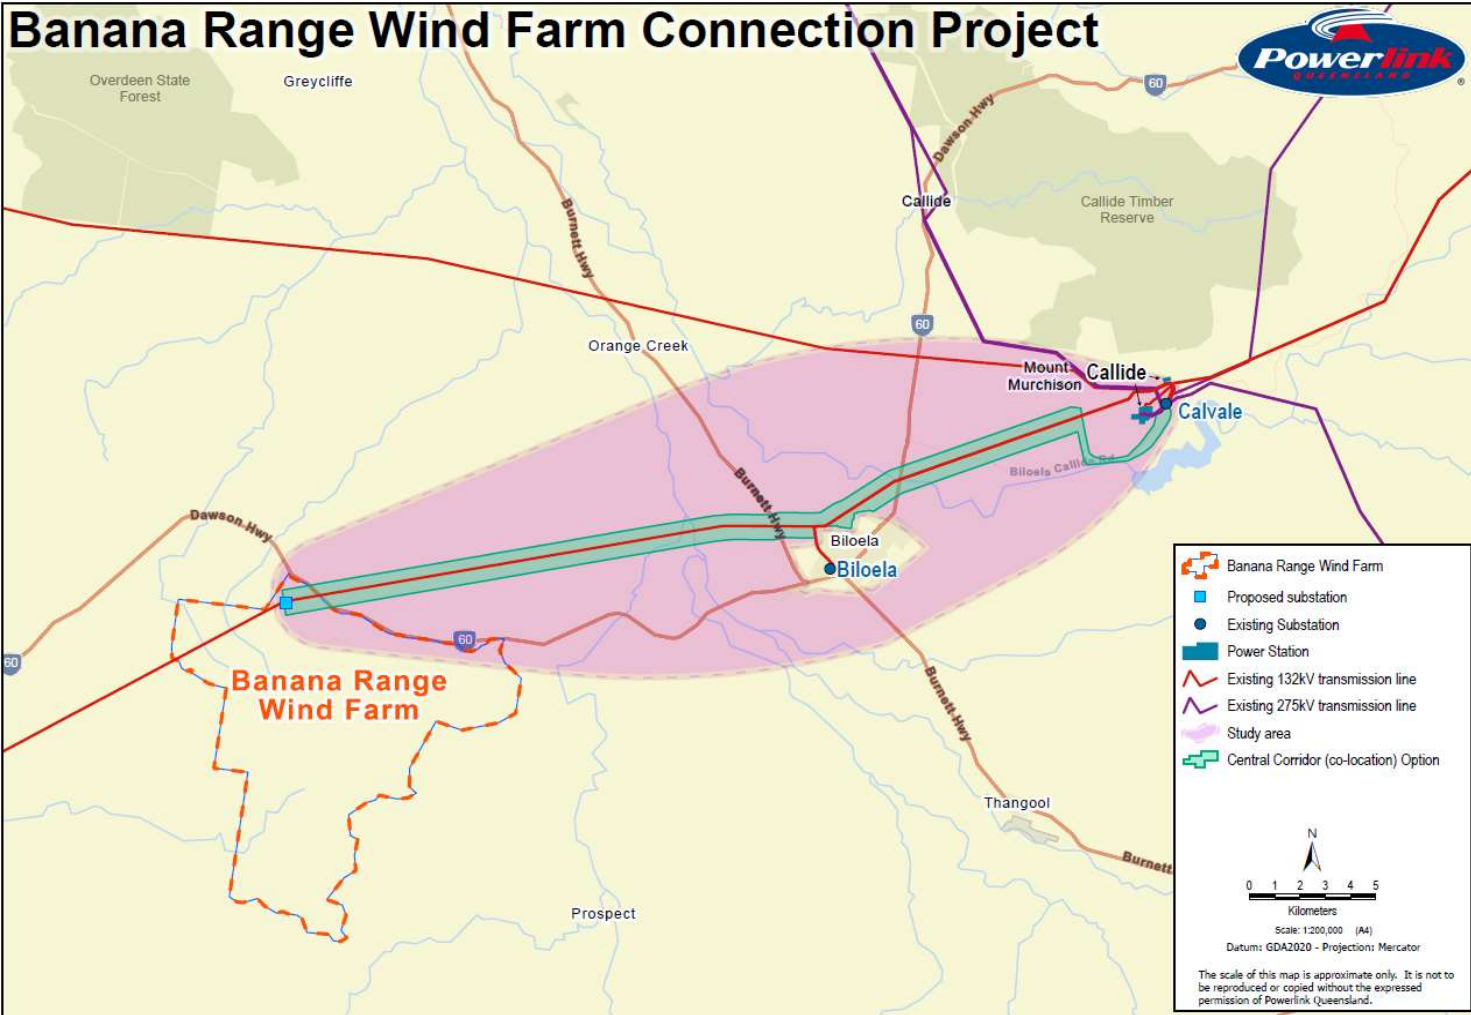 Banana Range Wind Farm Connection Project
Powerlink
QUEENSLAND
®
Overdeen State
Forest
Greycliffe
60
Dawson Hwy
Callide
Callide Timber
Reserve
Burnett Hwy
60
Orange Creek
Mount
Murchison
Callide
Calvale
Biloela Callide Rd
Burnett Hwy
Biloela
Biloela
Dawson Hwy
60
60
Banana Range
Wind Farm
Burnett Hwy
Thangool
Burnett
Prospect
Banana Range Wind Farm
Proposed substation
Existing Substation
Power Station
Existing 132kV transmission line
Existing 275kV transmission line
Study area
Central Corridor (co-location) Option
N
0 1 2 3 4 5
Kilometers
Scale: 1:200,000 (A4)
Datum: GDA2020 - Projection: Mercator
The scale of this map is approximate only. It is not to
be reproduced or copied without the expressed
permission of Powerlink Queensland.